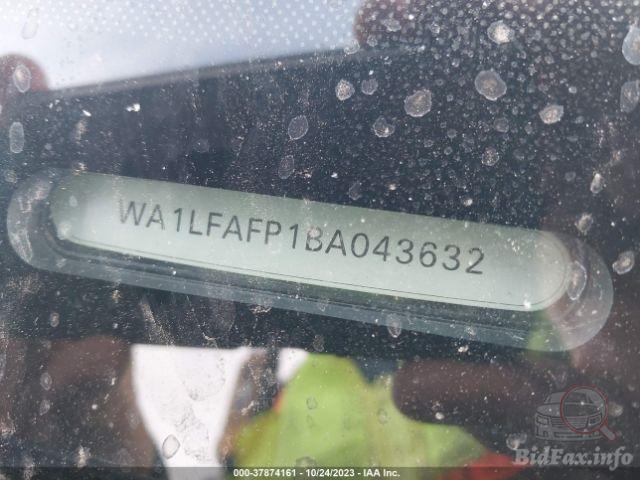 WA1LFAFP1BA043632
000-37874161 - 10/24/2023 - IAA Inc.
BidFax.info